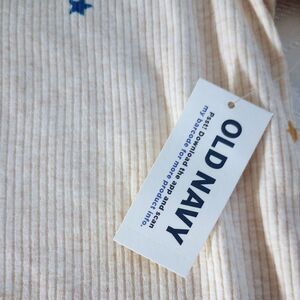 OLD NAVY
Psst! Download the app and scan
my barcode for more product info.